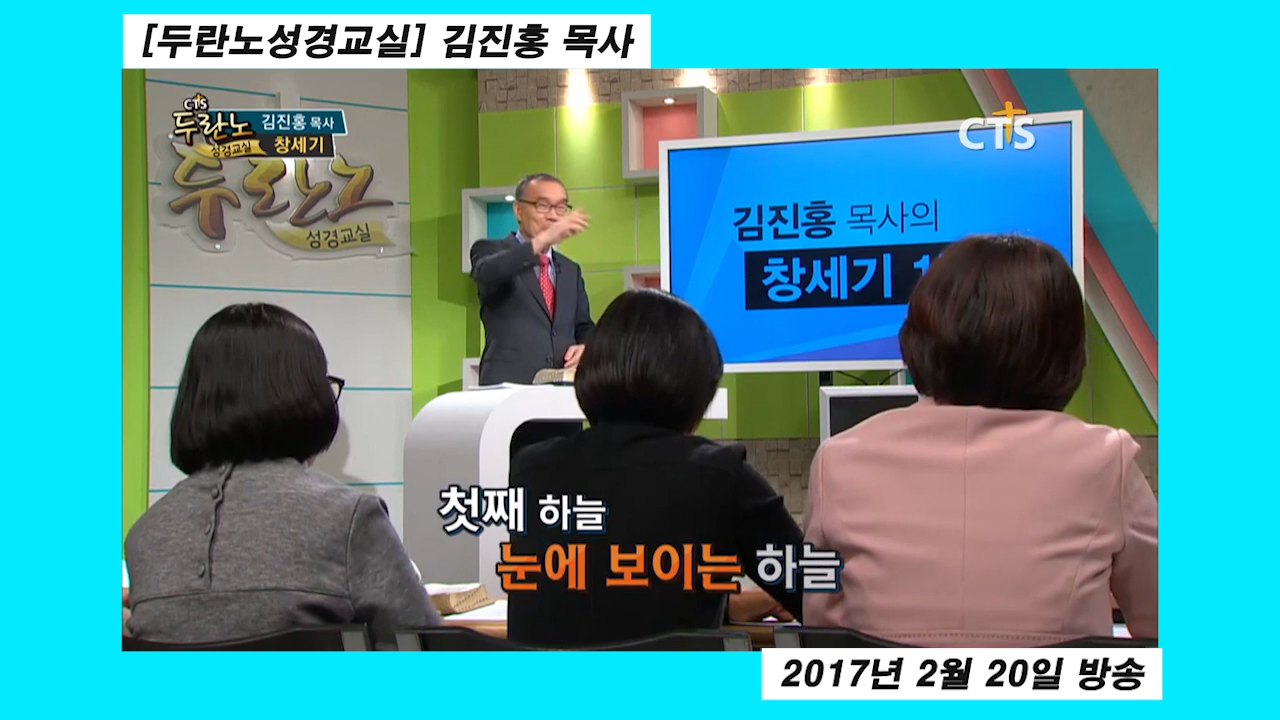 [두란노성경교실] 김진홍 목사
CTS
두란노
성경교실
김진홍 목사
창세기
두란노
성경교실
CTS
김진홍 목사의
창세기
첫째 하늘
눈에 보이는 하늘
2017년 2월 20일 방송